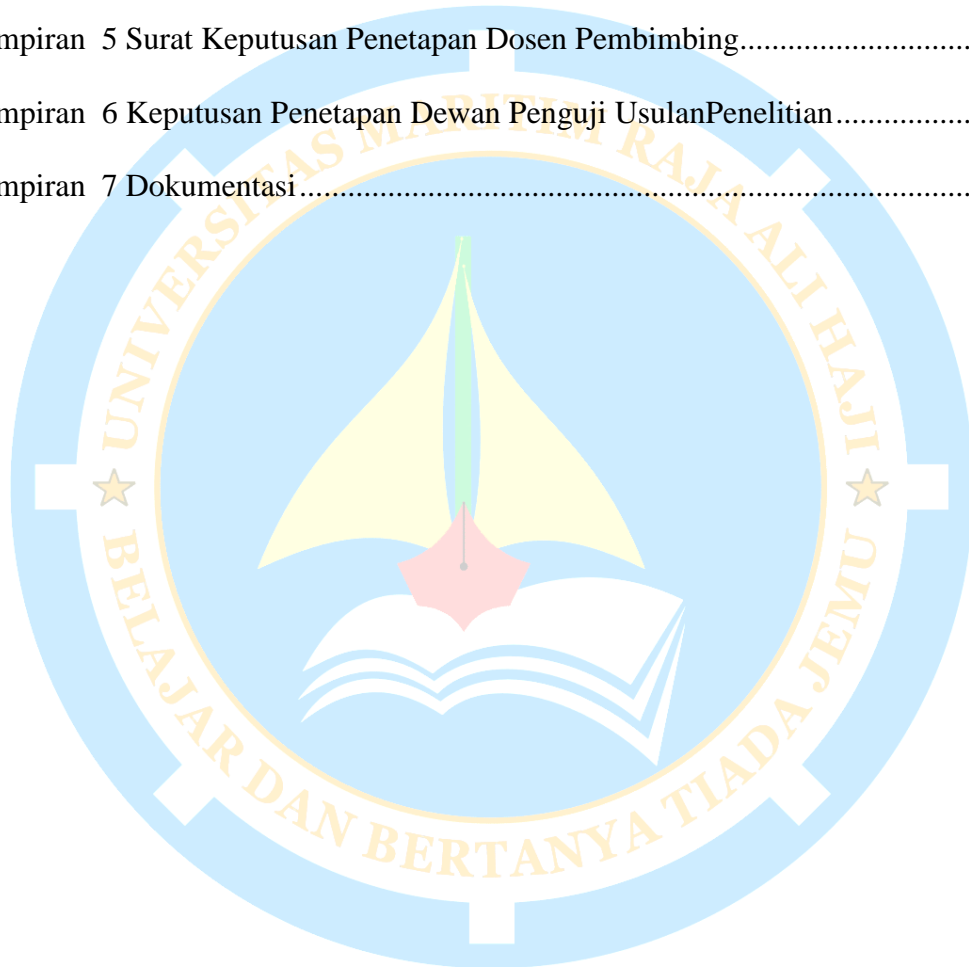 mpiran 5 Surat Keputusan Penetapan Dosen Pembimbing............................
mpiran 6 Keputusan Penetapan Dewan Penguji UsulanPenelitian................
mpiran 7 Dokumentasi.................................................................................
UNIVERSITAS MARITIM RAJA ALI HAJI
BELAJAR DAN BERTANYA TIADA JEMU